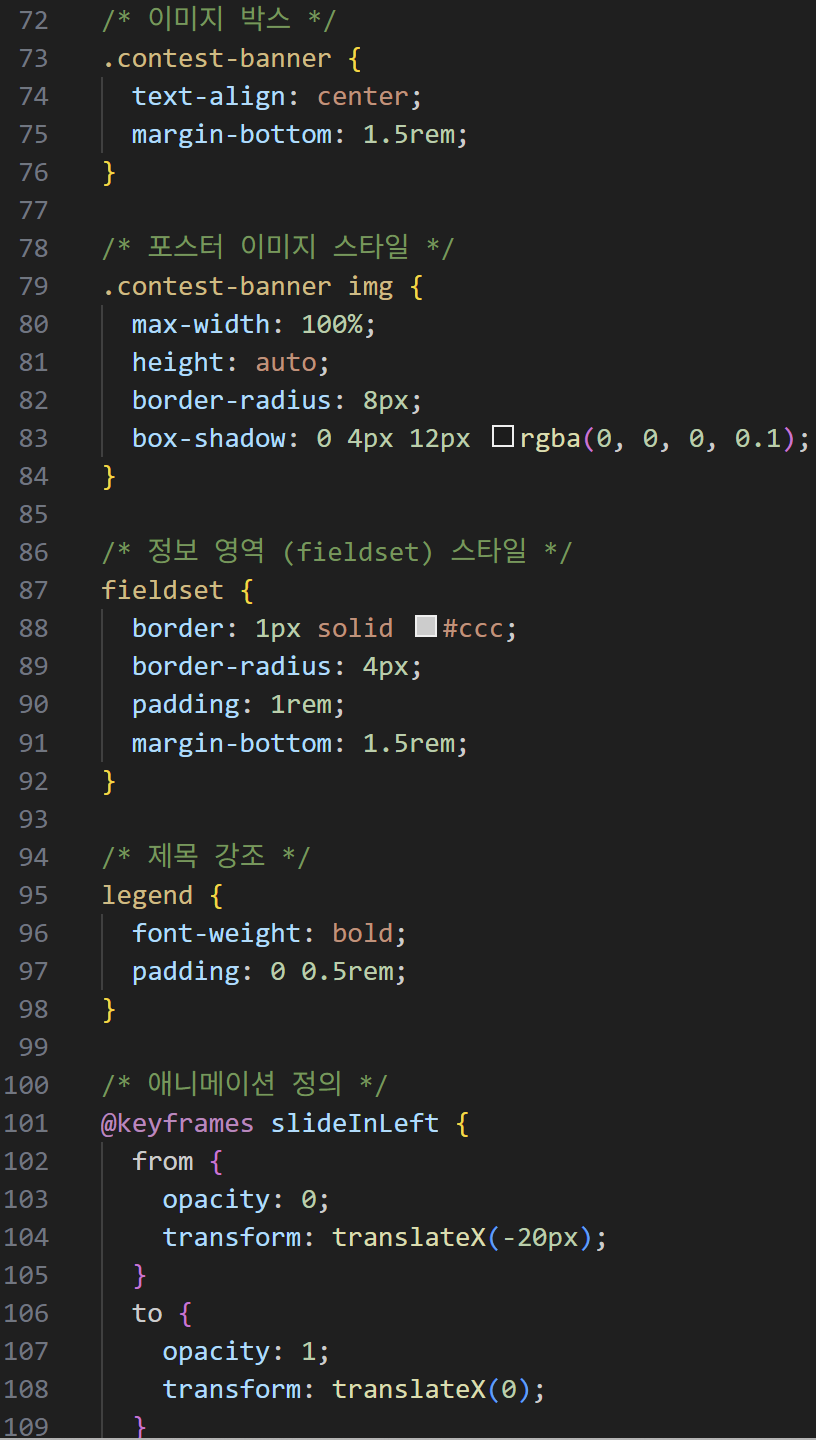 72 /* 이미지 박스 */
73 .contest-banner {
74   text-align: center;
75   margin-bottom: 1.5rem;
76 }
77
78 /* 포스터 이미지 스타일 */
79 .contest-banner img {
80   max-width: 100%;
81   height: auto;
82   border-radius: 8px;
83   box-shadow: 0 4px 12px rgba(0, 0, 0, 0.1);
84 }
85
86 /* 정보 영역 (fieldset) 스타일 */
87 fieldset {
88   border: 1px solid #ccc;
89   border-radius: 4px;
90   padding: 1rem;
91   margin-bottom: 1.5rem;
92 }
93
94 /* 제목 강조 */
95 legend {
96   font-weight: bold;
97   padding: 0 0.5rem;
98 }
99
100 /* 애니메이션 정의 */
101 @keyframes slideInLeft {
102   from {
103     opacity: 0;
104     transform: translateX(-20px);
105   }
106   to {
107     opacity: 1;
108     transform: translateX(0);
109   }